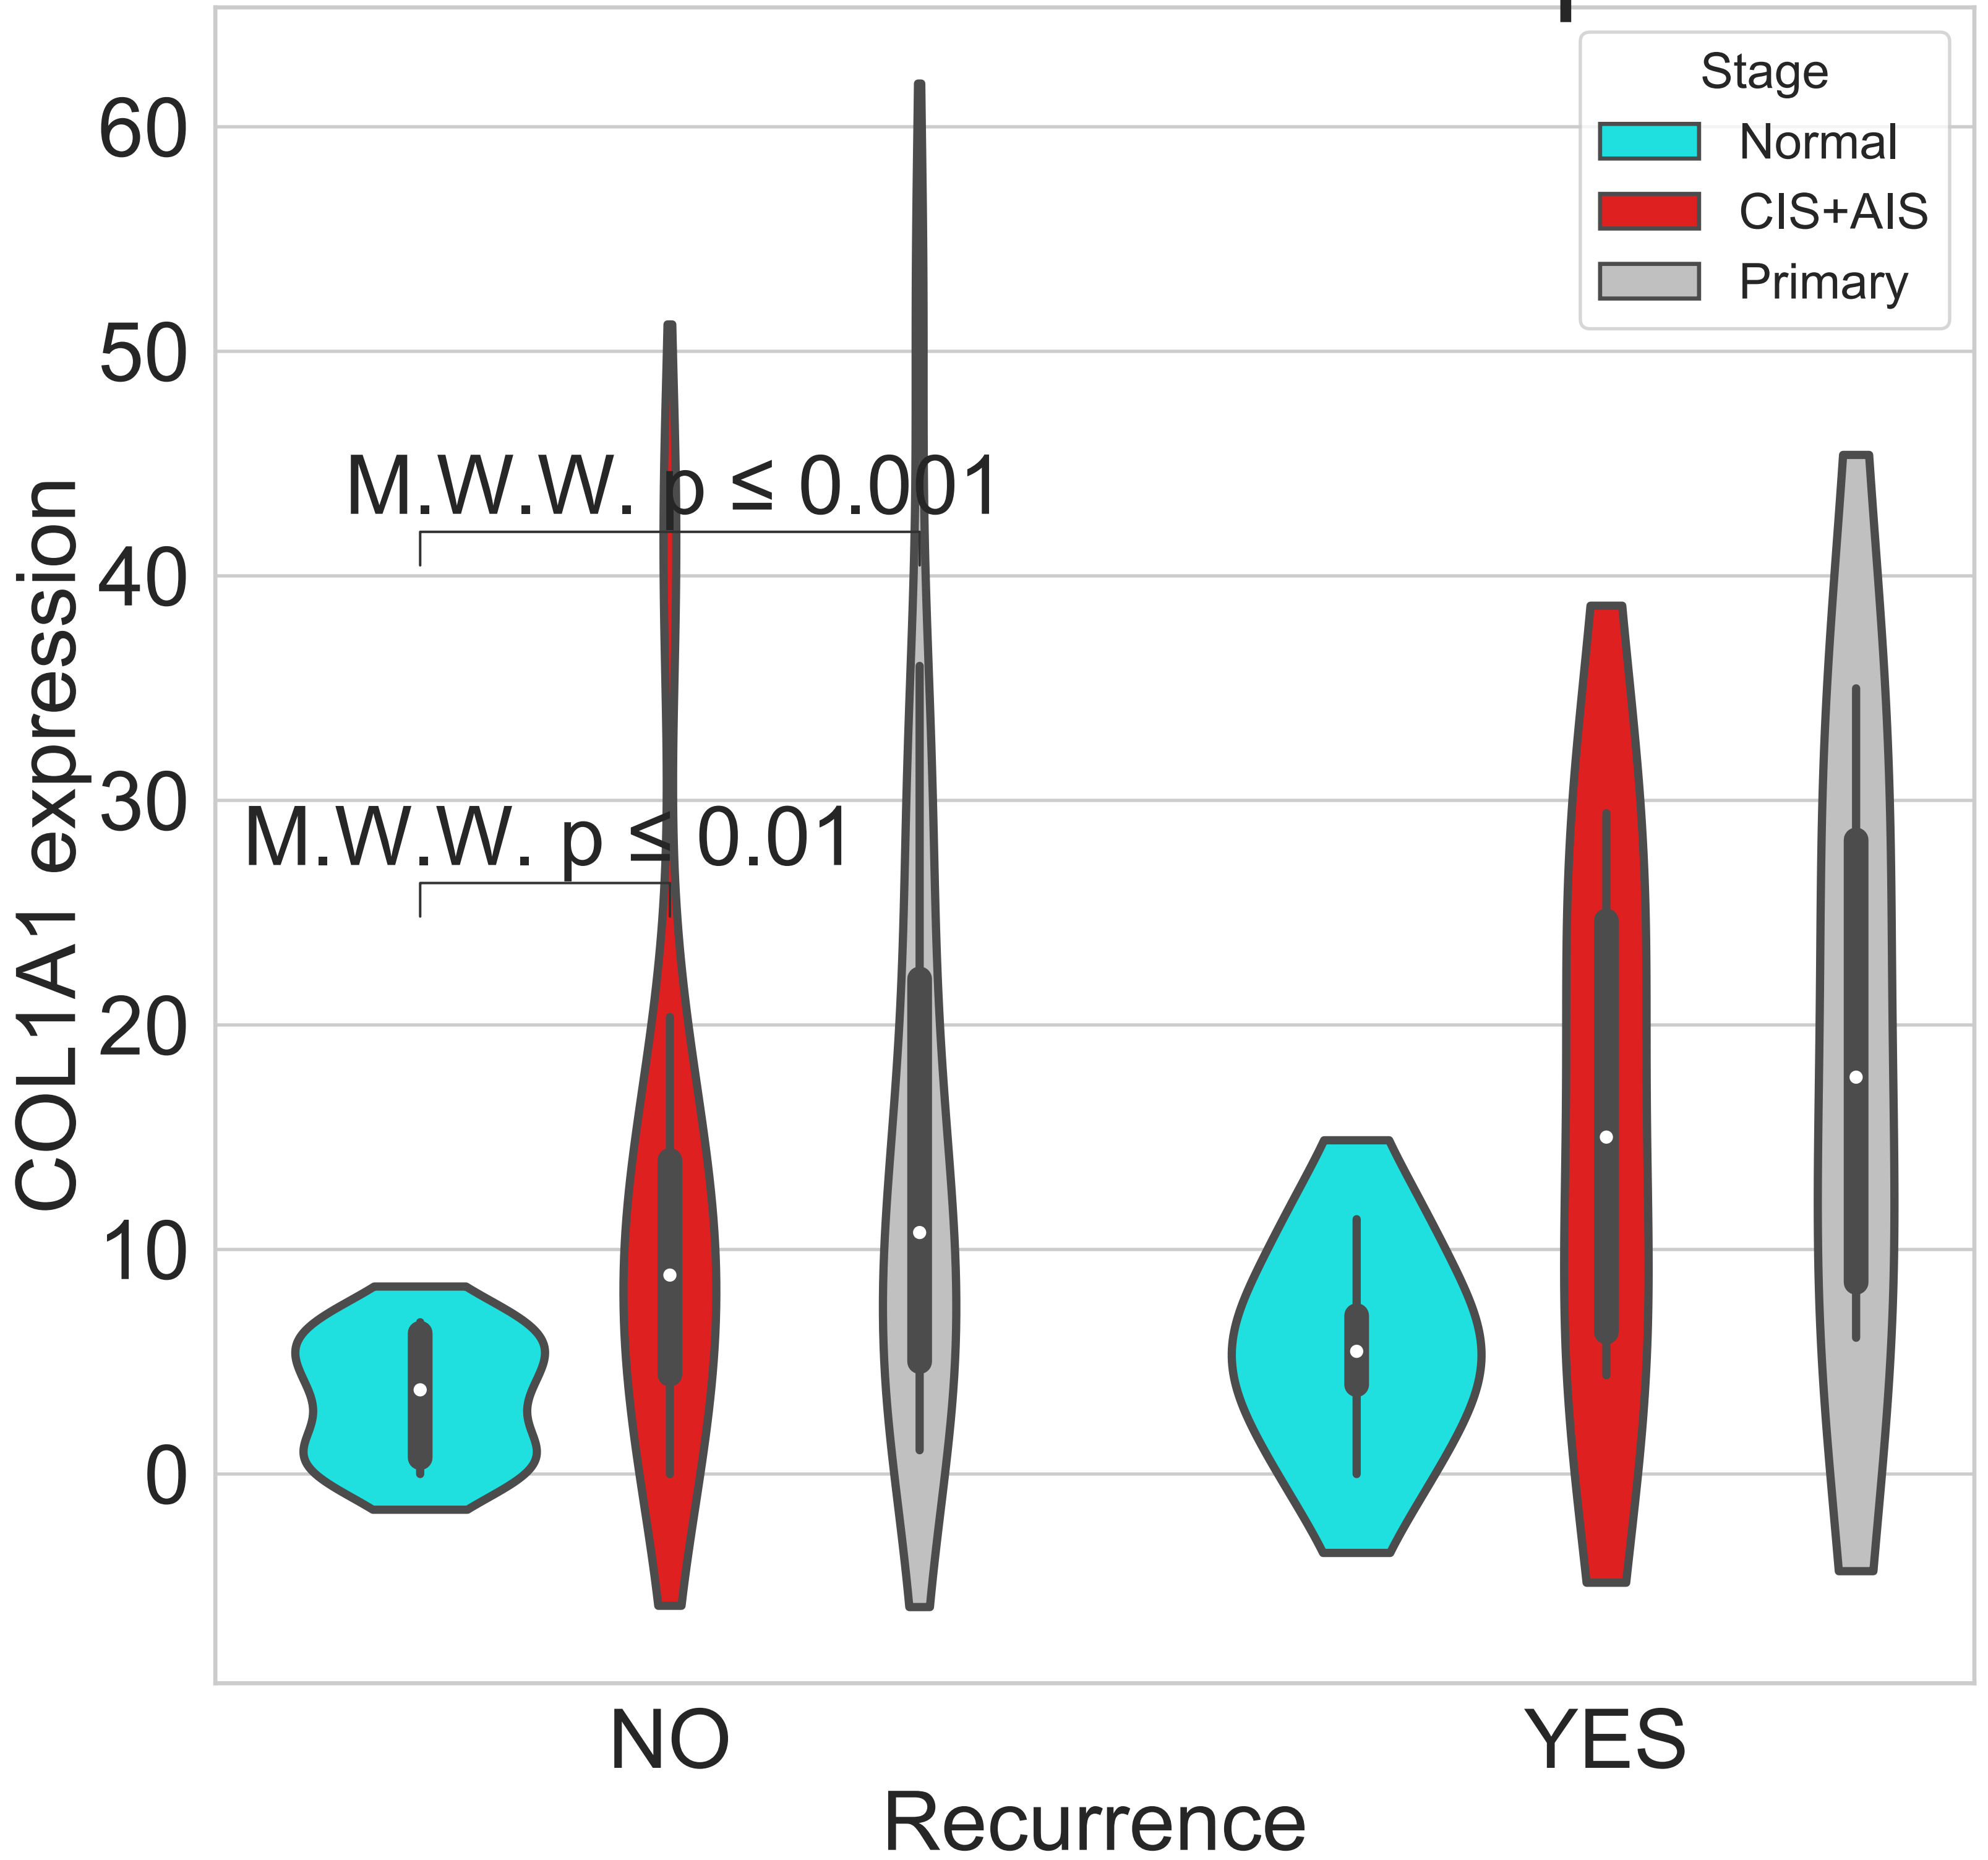 Stage
Normal
CIS+AIS
Primary
60
50
40
30
20
10
0
COL1A1 expression
M.W.W. p ≤ 0.001
M.W.W. p ≤ 0.01
NO
YES
Recurrence